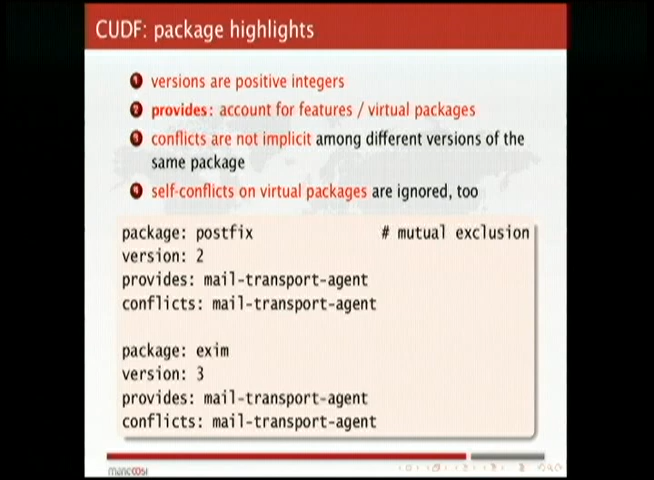 CUDF: package highlights
1 versions are positive integers
2 provides: account for features / virtual packages
3 conflicts are not implicit among different versions of the
same package
4 self-conflicts on virtual packages are ignored, too
package: postfix # mutual exclusion
version: 2
provides: mail-transport-agent
conflicts: mail-transport-agent
package: exim
version: 3
provides: mail-transport-agent
conflicts: mail-transport-agent
mancoosi